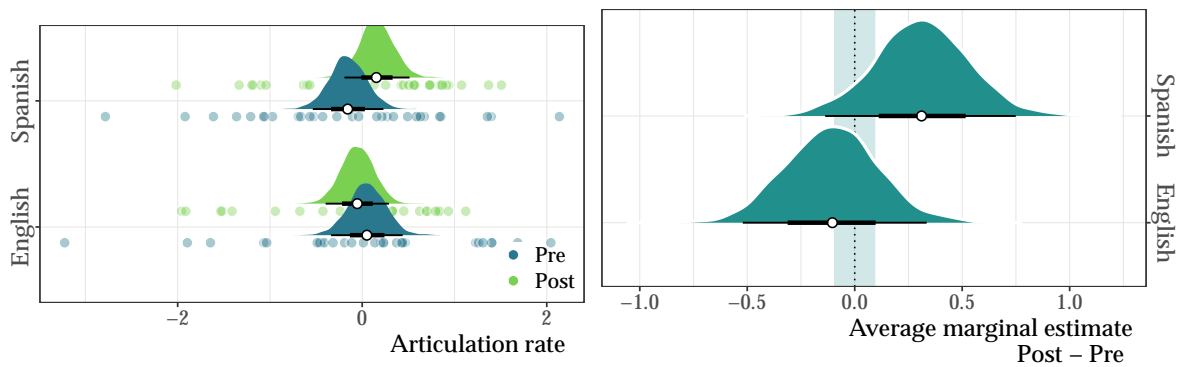 Spanish
English
Pre
Post
−2
0
2
Articulation rate
Spanish
English
−1.0
−0.5
0.0
0.5
1.0
Average marginal estimate
Post − Pre